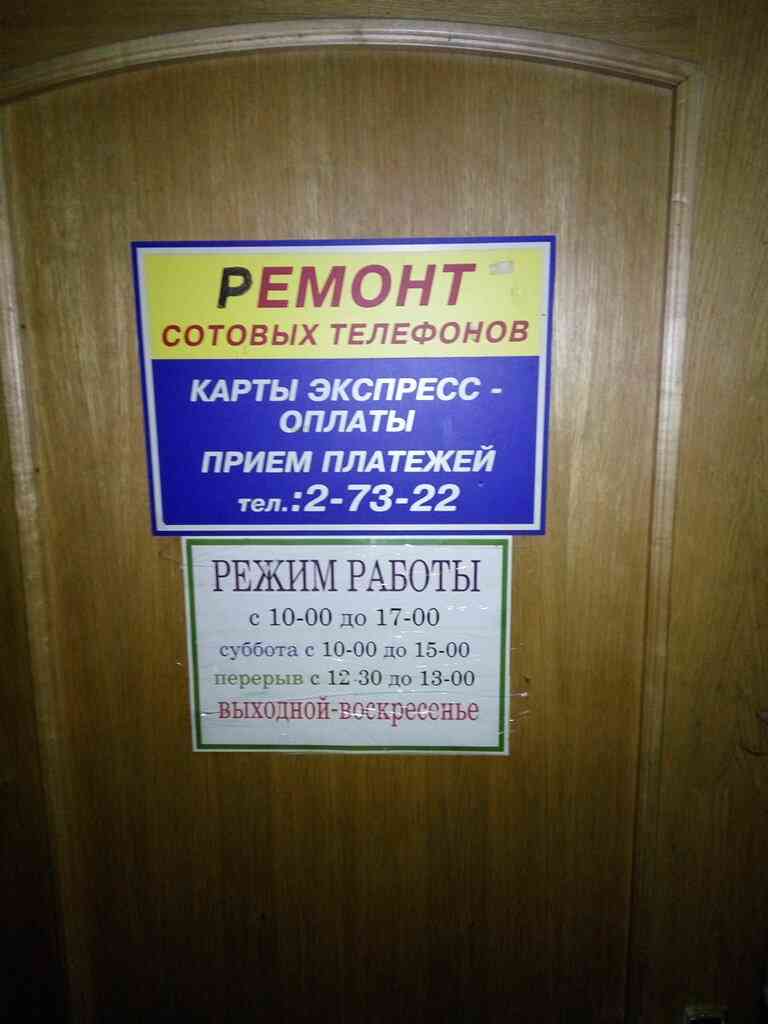 РЕМОНТ
СОТОВЫХ ТЕЛЕФОНОВ
КАРТЫ ЭКСПРЕСС -
ОПЛАТЫ
ПРИЕМ ПЛАТЕЖЕЙ
тел.:2-73-22
РЕЖИМ РАБОТЫ
с 10-00 до 17-00
суббота с 10-00 до 15-00
перерыв с 12-30 до 13-00
выходной-воскресенье